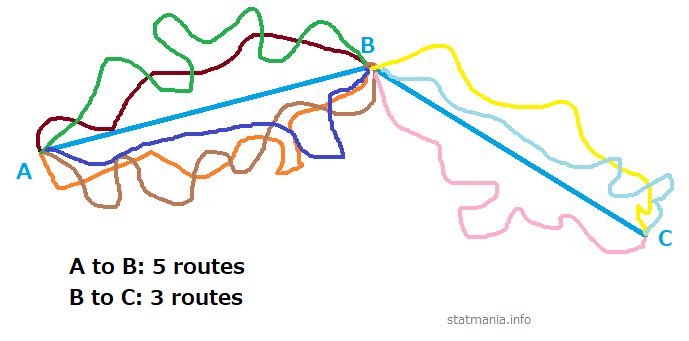 B
A
C
A to B: 5 routes
B to C: 3 routes
statmania.info